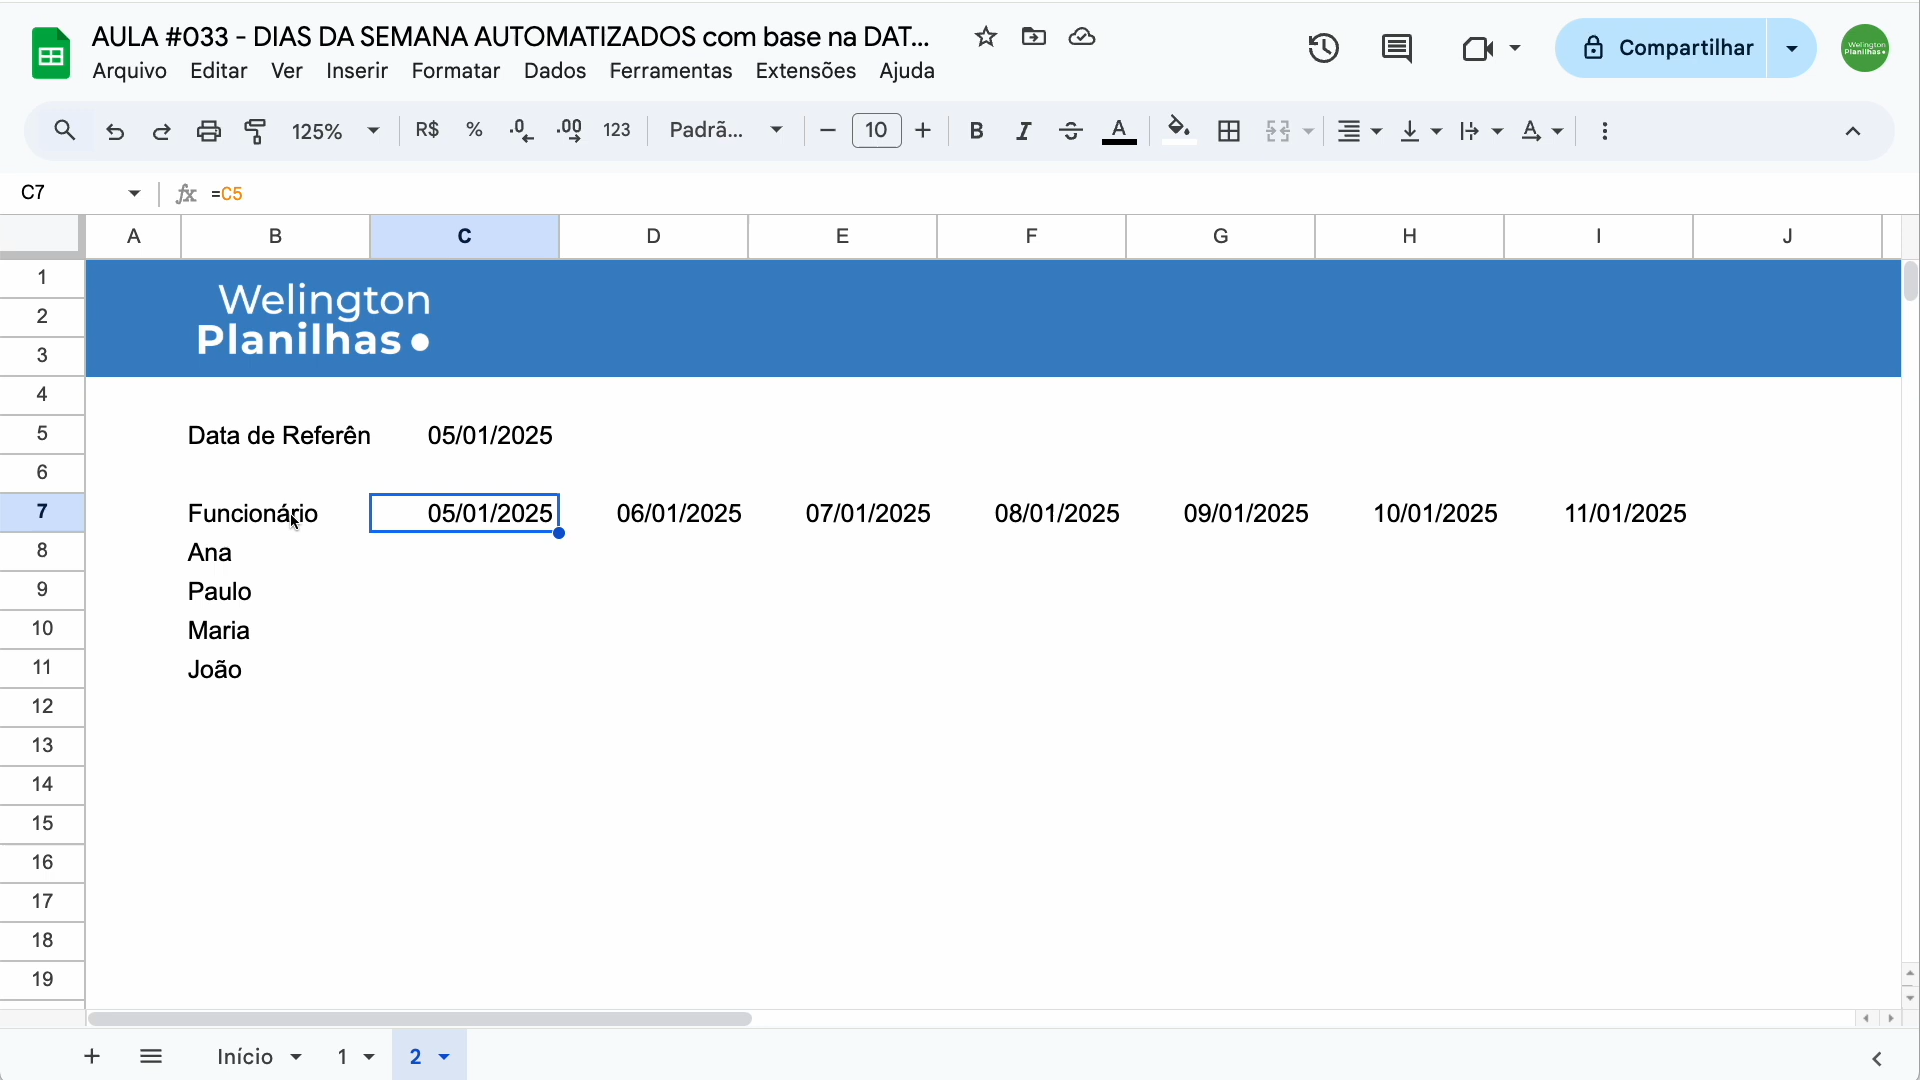 AULA #033 - DIAS DA SEMANA AUTOMATIZADOS com base na DAT...
Arquivo Editar Ver Inserir Formatar Dados Ferramentas Extensões Ajuda
Compartilhar
Welington
Planilhas
125% R$ % .0 .00 123 Padrã... 10 B I A A
C7 fx =C5
A B C D E F G H I J
1
Welington
2
3
Planilhas
4
5 Data de Referên 05/01/2025
6
7 Funcionário 05/01/2025 06/01/2025 07/01/2025 08/01/2025 09/01/2025 10/01/2025 11/01/2025
8 Ana
9 Paulo
10 Maria
11 João
12
13
14
15
16
17
18
19
Início 1 2